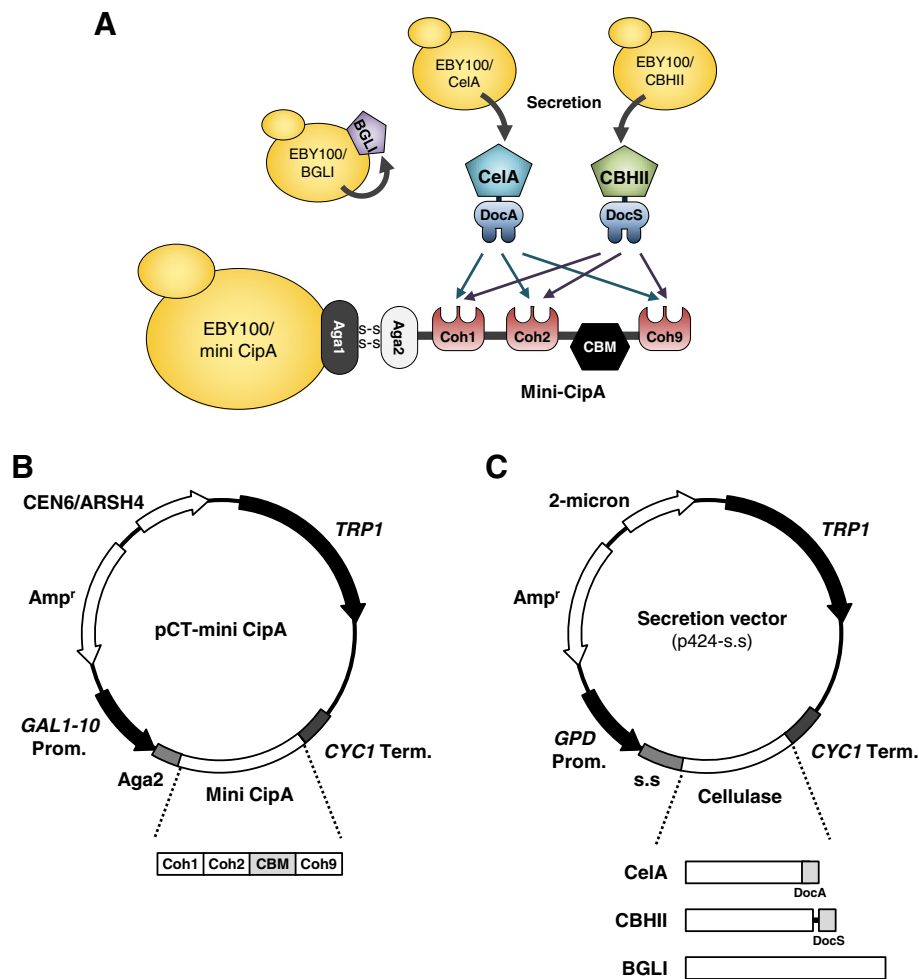 A
EBY100/
CelA
EBY100/
CBHII
Secretion
BGLI
EBY100/
BGLI
CelA
CBHII
DocA
DocS
EBY100/
mini CipA
Aga1
s-s
s-s
Aga2
Coh1
Coh2
CBM
Coh9
Mini-CipA
B
CEN6/ARSH4
TRP1
Ampr
pCT-mini CipA
GAL1-10
Prom.
Aga2
Mini CipA
CYC1 Term.
Coh1 Coh2 CBM Coh9
C
2-micron
TRP1
Ampr
Secretion vector
(p424-s.s)
GPD
Prom.
s.s
Cellulase
CYC1 Term.
CelA
DocA
CBHII
DocS
BGLI